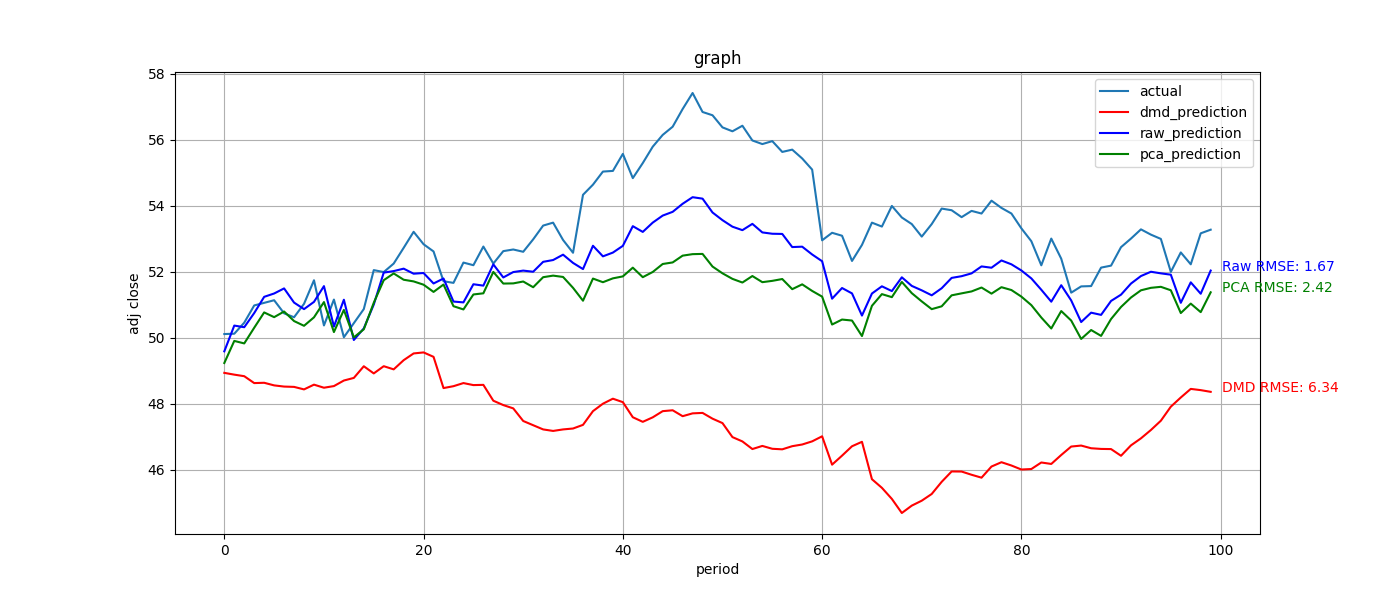 graph
58
56
54
52
50
48
46
adj close
0
20
40
60
80
100
period
actual
dmd_prediction
raw_prediction
pca_prediction
Raw RMSE: 1.67
PCA RMSE: 2.42
DMD RMSE: 6.34